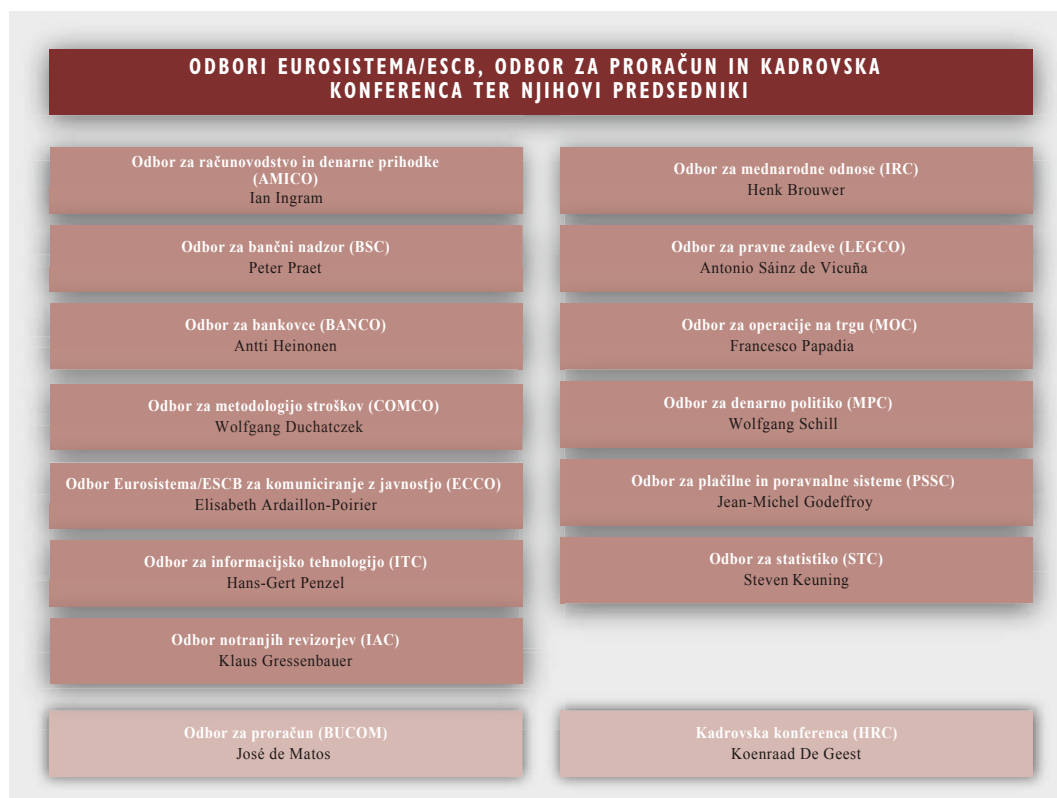 ODBORI EUROSISTEMA/ESCB, ODBOR ZA PRORAČUN IN KADROVSKA
KONFERENCA TER NJIHOVI PREDSEDNIKI
Odbor za računovodstvo in denarne prihodke
(AMICO)
Ian Ingram
Odbor za bančni nadzor (BSC)
Peter Praet
Odbor za bankovce (BANCO)
Antti Heinonen
Odbor za metodologijo stroškov (COMCO)
Wolfgang Duchatczek
Odbor Eurosistema/ESCB za komuniciranje z javnostjo (ECCO)
Elisabeth Ardaillon-Poirier
Odbor za informacijsko tehnologijo (ITC)
Hans-Gert Penzel
Odbor notranjih revizorjev (IAC)
Klaus Gressenbauer
Odbor za mednarodne odnose (IRC)
Henk Brouwer
Odbor za pravne zadeve (LEGCO)
Antonio Sáinz de Vicuña
Odbor za operacije na trgu (MOC)
Francesco Papadia
Odbor za denarno politiko (MPC)
Wolfgang Schill
Odbor za plačilne in poravnalne sisteme (PSSC)
Jean-Michel Godeffroy
Odbor za statistiko (STC)
Steven Keuning
Odbor za proračun (BUCOM)
José de Matos
Kadrovska konferenca (HRC)
Koenraad De Geest